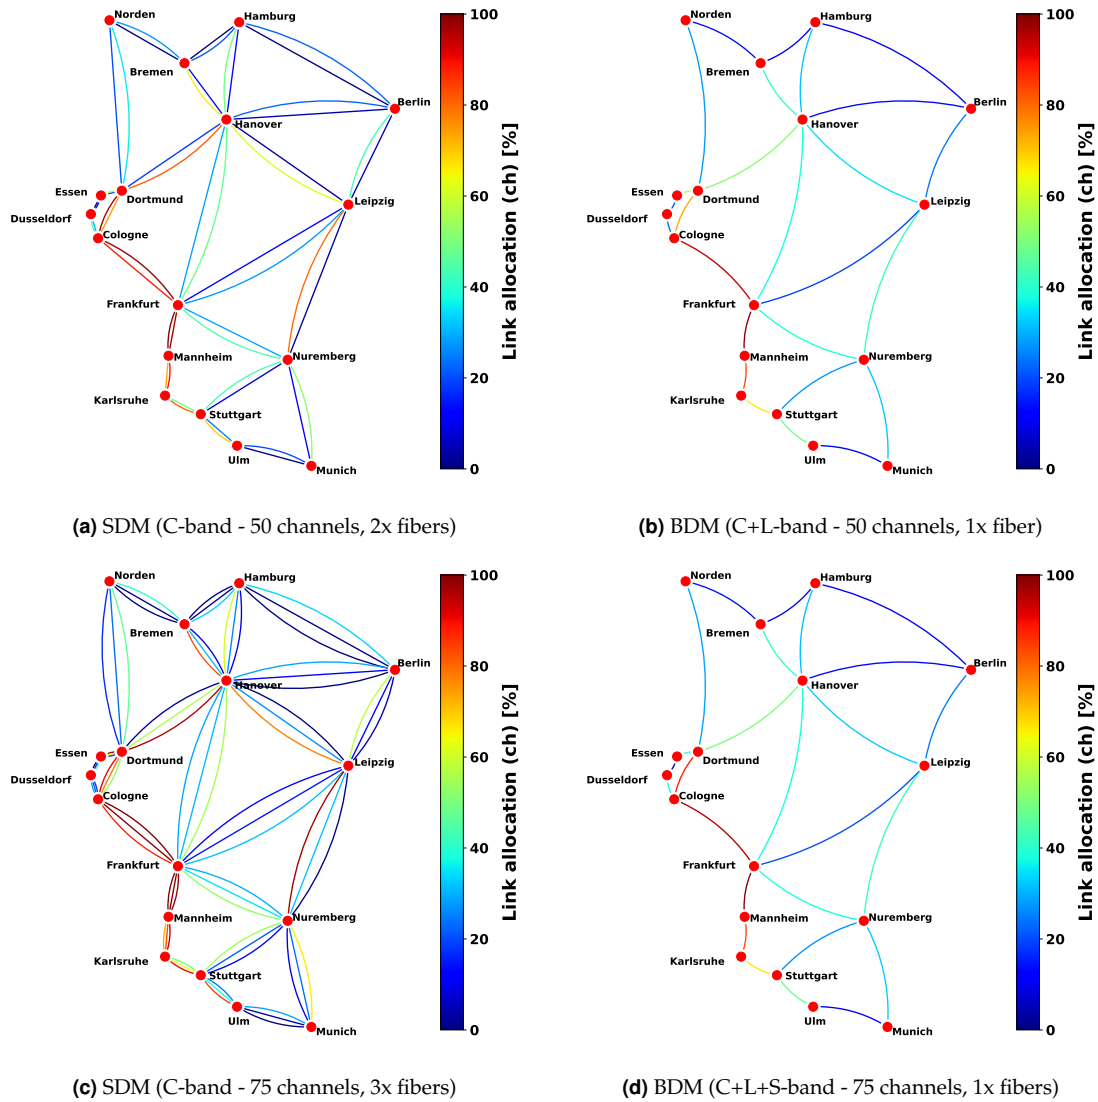 Norden
Hamburg
Bremen
Berlin
Hanover
Essen
Dortmund
Dusseldorf
Cologne
Leipzig
Frankfurt
Mannheim
Nuremberg
Karlsruhe
Stuttgart
Ulm
Munich
100
80
60
40
20
0
Link allocation (ch) [%]
(a) SDM (C-band - 50 channels, 2x fibers)
Norden
Hamburg
Bremen
Berlin
Hanover
Essen
Dortmund
Dusseldorf
Cologne
Leipzig
Frankfurt
Mannheim
Nuremberg
Karlsruhe
Stuttgart
Ulm
Munich
100
80
60
40
20
0
Link allocation (ch) [%]
(b) BDM (C+L-band - 50 channels, 1x fiber)
Norden
Hamburg
Bremen
Berlin
Hanover
Essen
Dortmund
Dusseldorf
Cologne
Leipzig
Frankfurt
Mannheim
Nuremberg
Karlsruhe
Stuttgart
Ulm
Munich
100
80
60
40
20
0
Link allocation (ch) [%]
(c) SDM (C-band - 75 channels, 3x fibers)
Norden
Hamburg
Bremen
Berlin
Hanover
Essen
Dortmund
Dusseldorf
Cologne
Leipzig
Frankfurt
Mannheim
Nuremberg
Karlsruhe
Stuttgart
Ulm
Munich
100
80
60
40
20
0
Link allocation (ch) [%]
(d) BDM (C+L+S-band - 75 channels, 1x fibers)